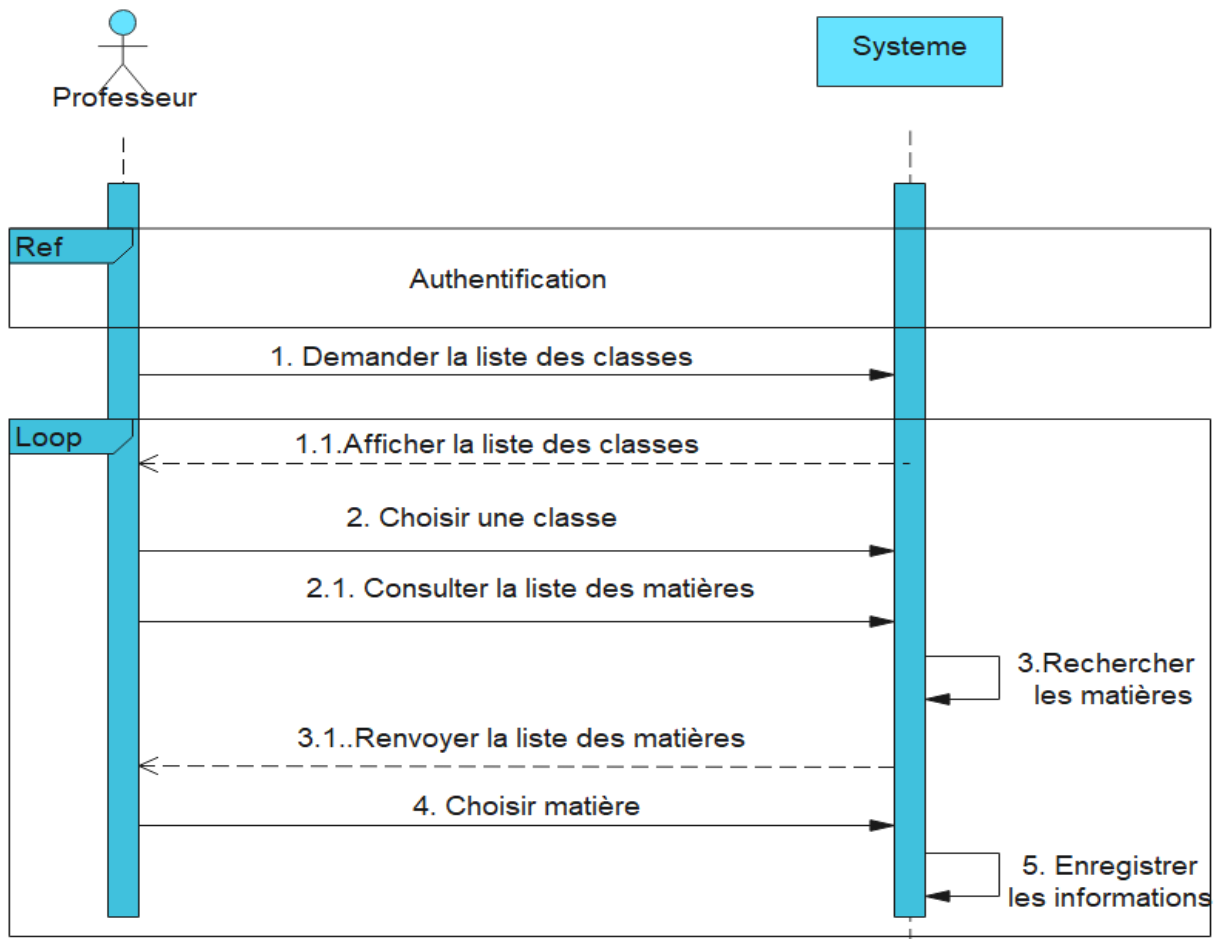 Professeur
Systeme
Ref
Authentification
1. Demander la liste des classes
Loop
1.1.Afficher la liste des classes
2. Choisir une classe
2.1. Consulter la liste des matières
3.Rechercher
les matières
3.1..Renvoyer la liste des matières
4. Choisir matière
5. Enregistrer
les informations